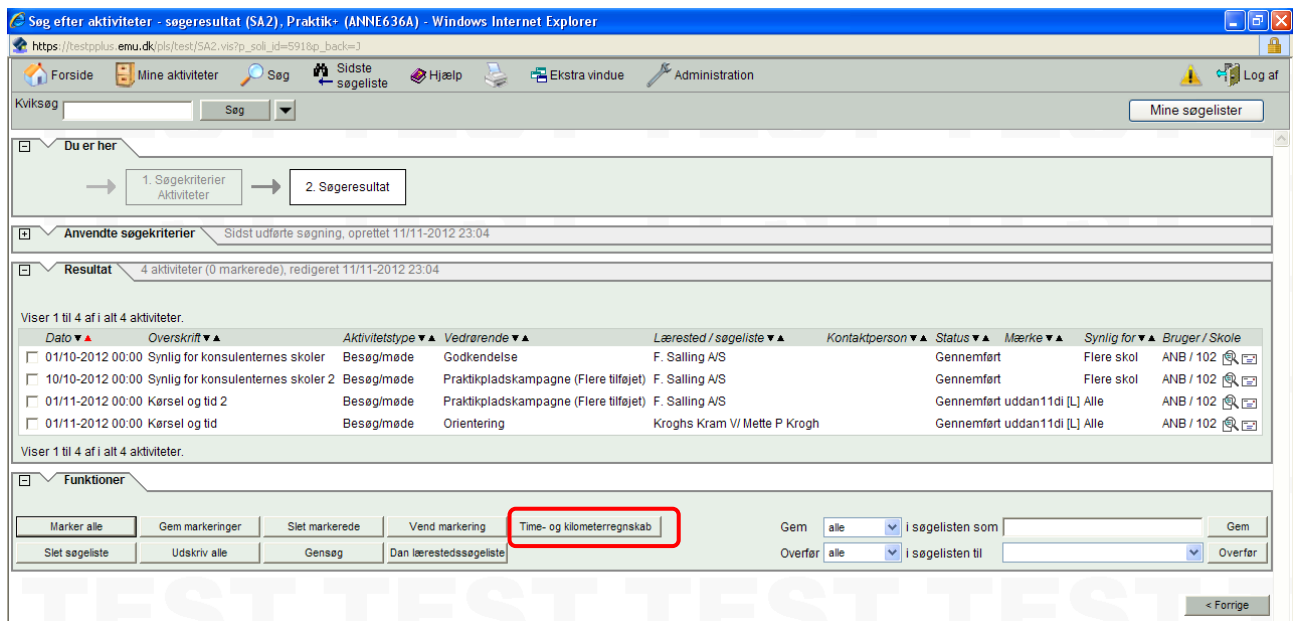 Søg efter aktiviteter - søgeresultat (SA2), Praktik+ (ANNE636A) - Windows Internet Explorer
https://testpplus.emu.dk/pls/test/SA2.vis?p_soli_id=591&p_back=J
Forside Mine aktiviteter Søg Sidste søgeliste Hjælp Ekstra vindue Administration Log af
Kviksøg Søg Mine søgelister
Du er her
1. Søgekriterier Aktiviteter 2. Søgeresultat
Anvendte søgekriterier Sidst udførte søgning, oprettet 11/11-2012 23:04
Resultat 4 aktiviteter (0 markerede), redigeret 11/11-2012 23:04
Viser 1 til 4 af i alt 4 aktiviteter.
Dato Overskrift Aktivitetstype Vedrørende Lærested / søgeliste Kontaktperson Status Mærke Synlig for Bruger / Skole
01/10-2012 00:00 Synlig for konsulenternes skoler Besøg/møde Godkendelse F. Salling A/S Gennemført Flere skol ANB / 102
10/10-2012 00:00 Synlig for konsulenternes skoler 2 Besøg/møde Praktikpladskampagne (Flere tilføjet) F. Salling A/S Gennemført Flere skol ANB / 102
01/11-2012 00:00 Kørsel og tid 2 Besøg/møde Praktikpladskampagne (Flere tilføjet) F. Salling A/S Gennemført uddan11di [L] Alle ANB / 102
01/11-2012 00:00 Kørsel og tid Besøg/møde Orientering Kroghs Kram V/ Mette P Krogh Gennemført uddan11di [L] Alle ANB / 102
Viser 1 til 4 af i alt 4 aktiviteter.
Funktioner
Marker alle Gem markeringer Slet markerede Vend markering Time- og kilometerregnskab Gem alle i søgelisten som Gem
Slet søgeliste Udskriv alle Gensøg Dan lærestedssøgeliste Overfør alle i søgelisten til Overfør
TEST TEST TEST T
< Forrige